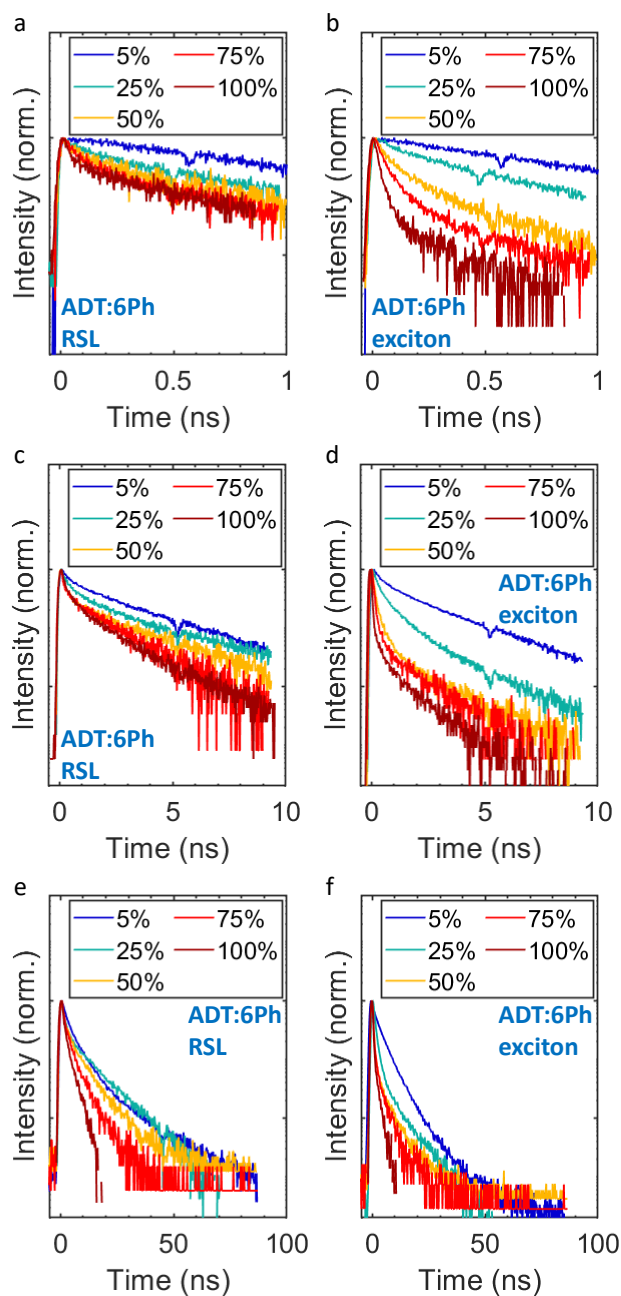 a
5% 75%
25% 100%
50%
Intensity (norm.)
ADT:6Ph
RSL
0 0.5 1
Time (ns)
b
5% 75%
25% 100%
50%
Intensity (norm.)
ADT:6Ph
exciton
0 0.5 1
Time (ns)
c
5% 75%
25% 100%
50%
Intensity (norm.)
ADT:6Ph
RSL
0 5 10
Time (ns)
d
5% 75%
25% 100%
50%
Intensity (norm.)
ADT:6Ph
exciton
0 5 10
Time (ns)
e
5% 75%
25% 100%
50%
Intensity (norm.)
ADT:6Ph
RSL
0 50 100
Time (ns)
f
5% 75%
25% 100%
50%
Intensity (norm.)
ADT:6Ph
exciton
0 50 100
Time (ns)